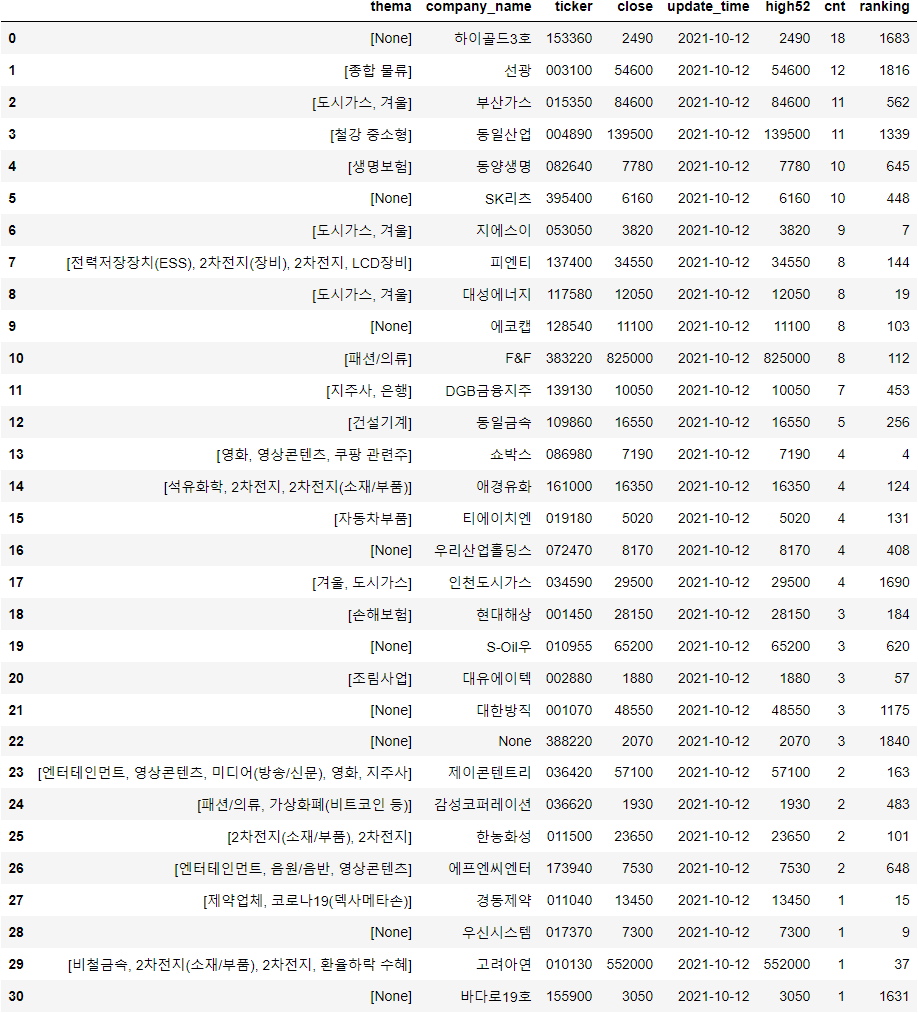 thema company_name ticker close update_time high52 cnt ranking
0 [None] 하이골드3호 153360 2490 2021-10-12 2490 18 1683
1 [종합 물류] 선광 003100 54600 2021-10-12 54600 12 1816
2 [도시가스, 겨울] 부산가스 015350 84600 2021-10-12 84600 11 562
3 [철강 중소형] 동일산업 004890 139500 2021-10-12 139500 11 1339
4 [생명보험] 동양생명 082640 7780 2021-10-12 7780 10 645
5 [None] SK리츠 395400 6160 2021-10-12 6160 10 448
6 [도시가스, 겨울] 지에스이 053050 3820 2021-10-12 3820 9 7
7 [전력저장장치(ESS), 2차전지(장비), 2차전지, LCD장비] 피엔티 137400 34550 2021-10-12 34550 8 144
8 [도시가스, 겨울] 대성에너지 117580 12050 2021-10-12 12050 8 19
9 [None] 에코캡 128540 11100 2021-10-12 11100 8 103
10 [패션/의류] F&F 383220 825000 2021-10-12 825000 8 112
11 [지주사, 은행] DGB금융지주 139130 10050 2021-10-12 10050 7 453
12 [건설기계] 동일금속 109860 16550 2021-10-12 16550 5 256
13 [영화, 영상콘텐츠, 쿠팡 관련주] 쇼박스 086980 7190 2021-10-12 7190 4 4
14 [석유화학, 2차전지, 2차전지(소재/부품)] 애경유화 161000 16350 2021-10-12 16350 4 124
15 [자동차부품] 티에이치엔 019180 5020 2021-10-12 5020 4 131
16 [None] 우리산업홀딩스 072470 8170 2021-10-12 8170 4 408
17 [겨울, 도시가스] 인천도시가스 034590 29500 2021-10-12 29500 4 1690
18 [손해보험] 현대해상 001450 28150 2021-10-12 28150 3 184
19 [None] S-Oil우 010955 65200 2021-10-12 65200 3 620
20 [조림사업] 대유에이텍 002880 1880 2021-10-12 1880 3 57
21 [None] 대한방직 001070 48550 2021-10-12 48550 3 1175
22 [None] None 388220 2070 2021-10-12 2070 3 1840
23 [엔터테인먼트, 영상콘텐츠, 미디어(방송/신문), 영화, 지주사] 제이콘텐트리 036420 57100 2021-10-12 57100 2 163
24 [패션/의류, 가상화폐(비트코인 등)] 감성코퍼레이션 036620 1930 2021-10-12 1930 2 483
25 [2차전지(소재/부품), 2차전지] 한농화성 011500 23650 2021-10-12 23650 2 101
26 [엔터테인먼트, 음원/음반, 영상콘텐츠] 에프엔씨엔터 173940 7530 2021-10-12 7530 2 648
27 [제약업체, 코로나19(덱사메타손)] 경동제약 011040 13450 2021-10-12 13450 1 15
28 [None] 우신시스템 017370 7300 2021-10-12 7300 1 9
29 [비철금속, 2차전지(소재/부품), 2차전지, 환율하락 수혜] 고려아연 010130 552000 2021-10-12 552000 1 37
30 [None] 바다로19호 155900 3050 2021-10-12 3050 1 1631